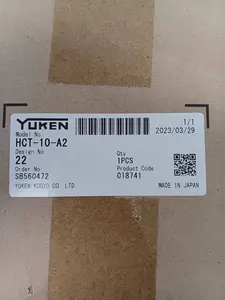 YUKEN
1/1
Model No.
2023/03/29
HCT-10-A2
Design No
Qty
22
1PCS
Order No
Product Code
SB560472
018741
YUKEN KOGYO CO. LTD
MADE IN JAPAN